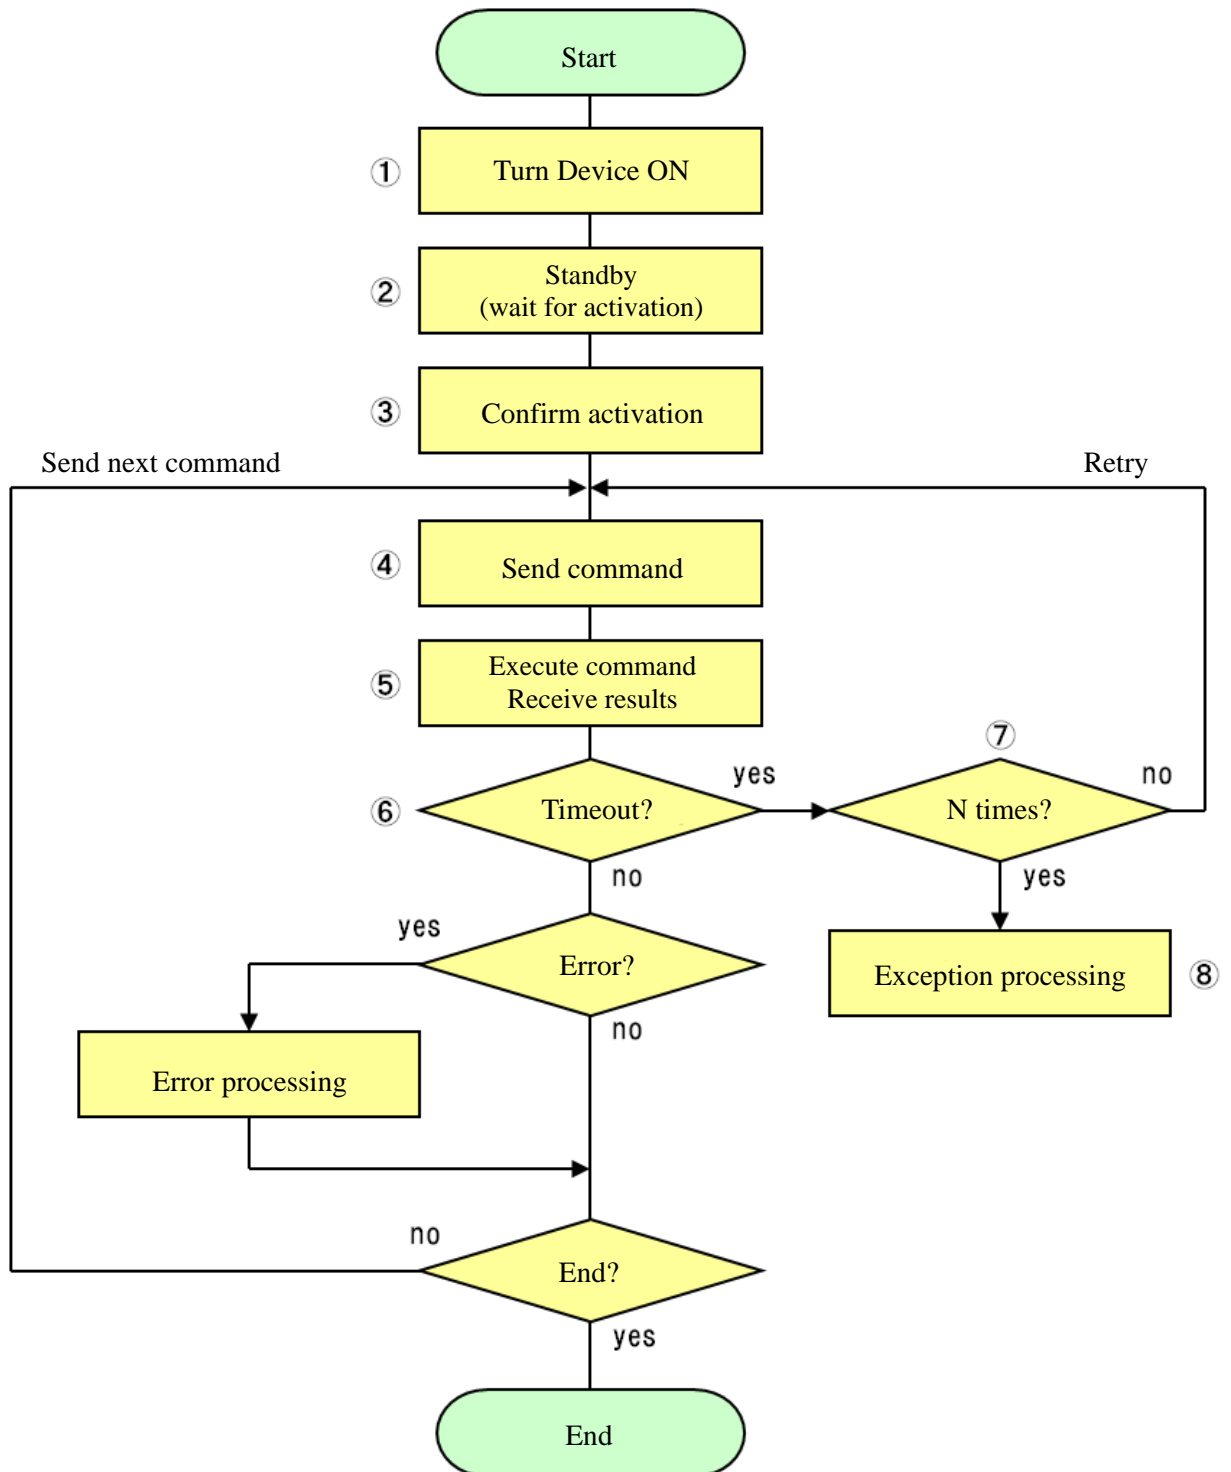 Start
① Turn Device ON
② Standby
(wait for activation)
③ Confirm activation
Send next command
Retry
④ Send command
⑤ Execute command
Receive results
⑥ Timeout?
yes
⑦
N times?
no
no
yes
yes
Error?
no
Exception processing ⑧
Error processing
no
End?
yes
End